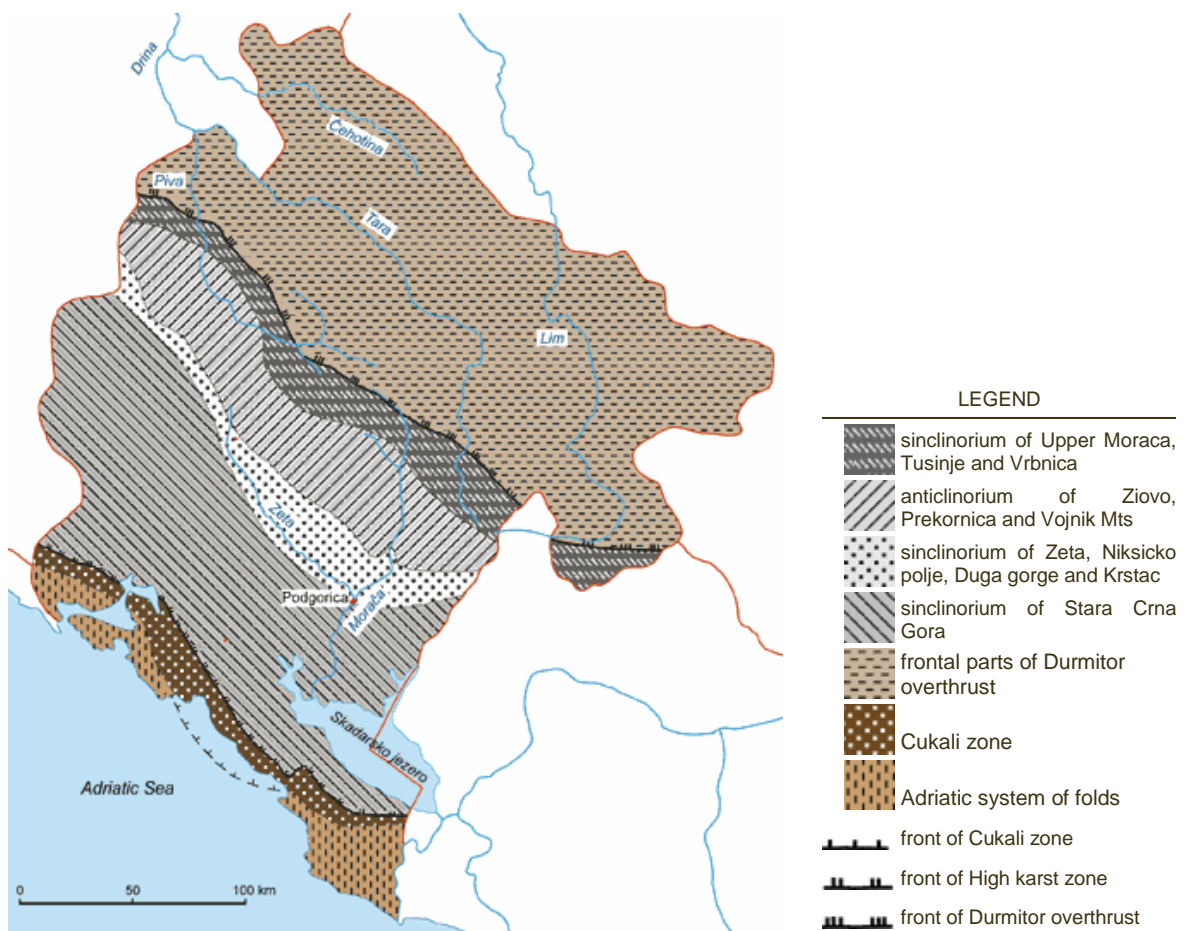 Drina
Čehotina
Piva
Tara
Lim
Zeta
Podgorica
Morača
Skadarsko jezero
Adriatic Sea
0 50 100 km
LEGEND
sinclinorium of Upper Moraca,
Tusinje and Vrbnica
anticlinorium of Ziovo,
Prekornica and Vojnik Mts
sinclinorium of Zeta, Niksicko
polje, Duga gorge and Krstac
sinclinorium of Stara Crna
Gora
frontal parts of Durmitor
overthrust
Cukali zone
Adriatic system of folds
front of Cukali zone
front of High karst zone
front of Durmitor overthrust